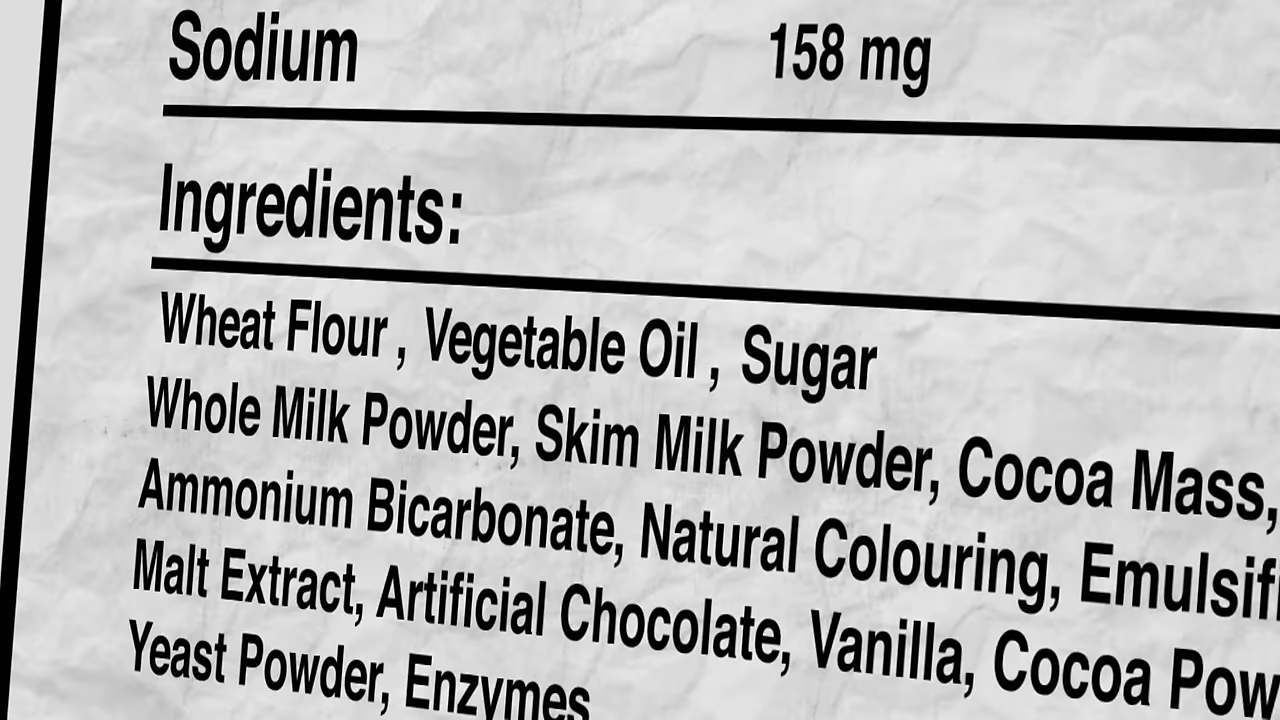 Sodium 158 mg
Ingredients:
Wheat Flour , Vegetable Oil , Sugar
Whole Milk Powder, Skim Milk Powder, Cocoa Mass,
Ammonium Bicarbonate, Natural Colouring,
Malt Extract, Artificial Chocolate, Vanilla, Cocoa
Yeast Powder, Enzymes